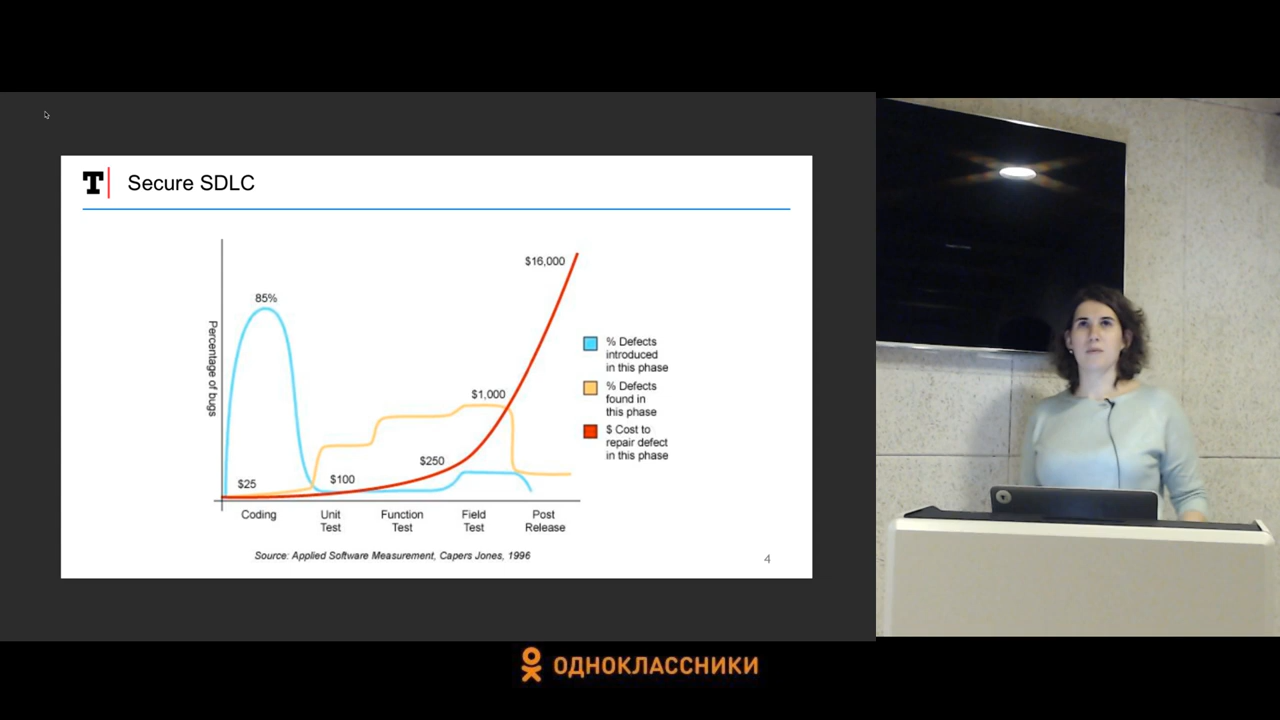 T
Secure SDLC
$16,000
85%
Percentage of bugs
% Defects
introduced
in this phase
% Defects
found in
this phase
$1,000
$ Cost to
repair defect
in this phase
$250
$25
$100
Coding
Unit
Test
Function
Test
Field
Test
Post
Release
Source: Applied Software Measurement, Capers Jones, 1996
4
ОДНОКЛАССНИКИ